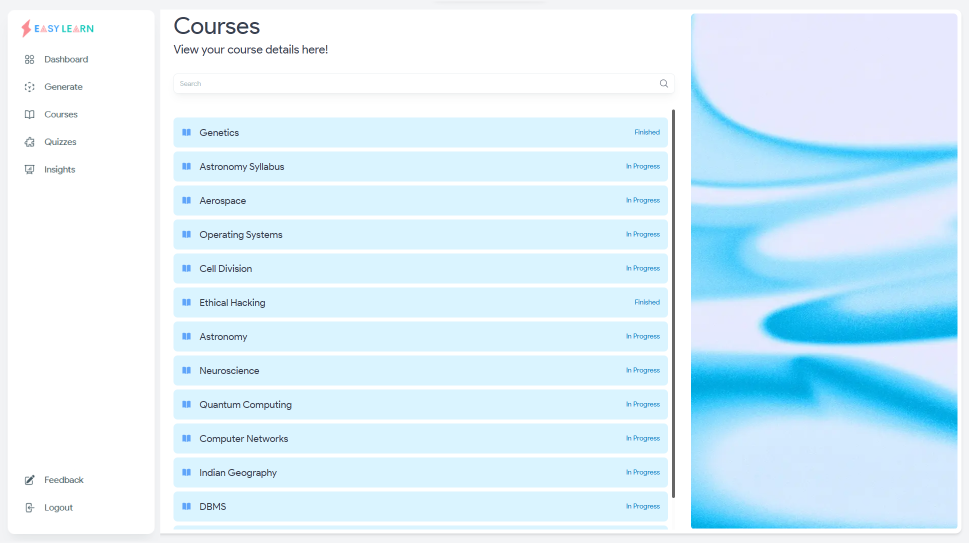 EASY LEARN
Dashboard
Generate
Courses
Quizzes
Insights
Feedback
Logout
Courses
View your course details here!
Search
Genetics Finished
Astronomy Syllabus In Progress
Aerospace In Progress
Operating Systems In Progress
Cell Division In Progress
Ethical Hacking Finished
Astronomy In Progress
Neuroscience In Progress
Quantum Computing In Progress
Computer Networks In Progress
Indian Geography In Progress
DBMS In Progress